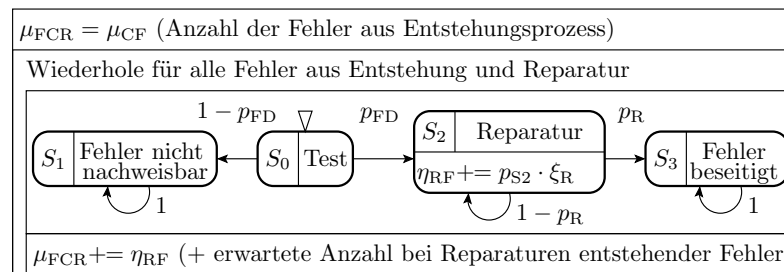 μ_FCR = μ_CF (Anzahl der Fehler aus Entstehungsprozess)
Wiederhole für alle Fehler aus Entstehung und Reparatur
1 − p_FD
p_FD
p_R
S_1 Fehler nicht
nachweisbar
S_0 Test
S_2 Reparatur
η_RF += p_S2 · ξ_R
S_3 Fehler
beseitigt
1
1 − p_R
1
μ_FCR += η_RF (+ erwartete Anzahl bei Reparaturen entstehender Fehler